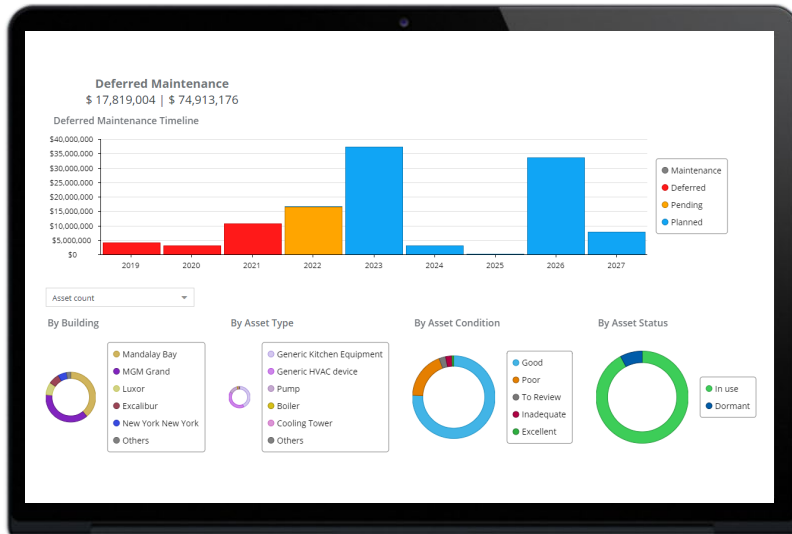 Deferred Maintenance
$ 17,819,004 | $ 74,913,176
Deferred Maintenance Timeline
$40,000,000
$35,000,000
$30,000,000
$25,000,000
$20,000,000
$15,000,000
$10,000,000
$5,000,000
$0
2019 2020 2021 2022 2023 2024 2025 2026 2027
Maintenance
Deferred
Pending
Planned
Asset count
By Building
Mandalay Bay
MGM Grand
Luxor
Excalibur
New York New York
Others
By Asset Type
Generic Kitchen Equipment
Generic HVAC device
Pump
Boiler
Cooling Tower
Others
By Asset Condition
Good
Poor
To Review
Inadequate
Excellent
By Asset Status
In use
Dormant